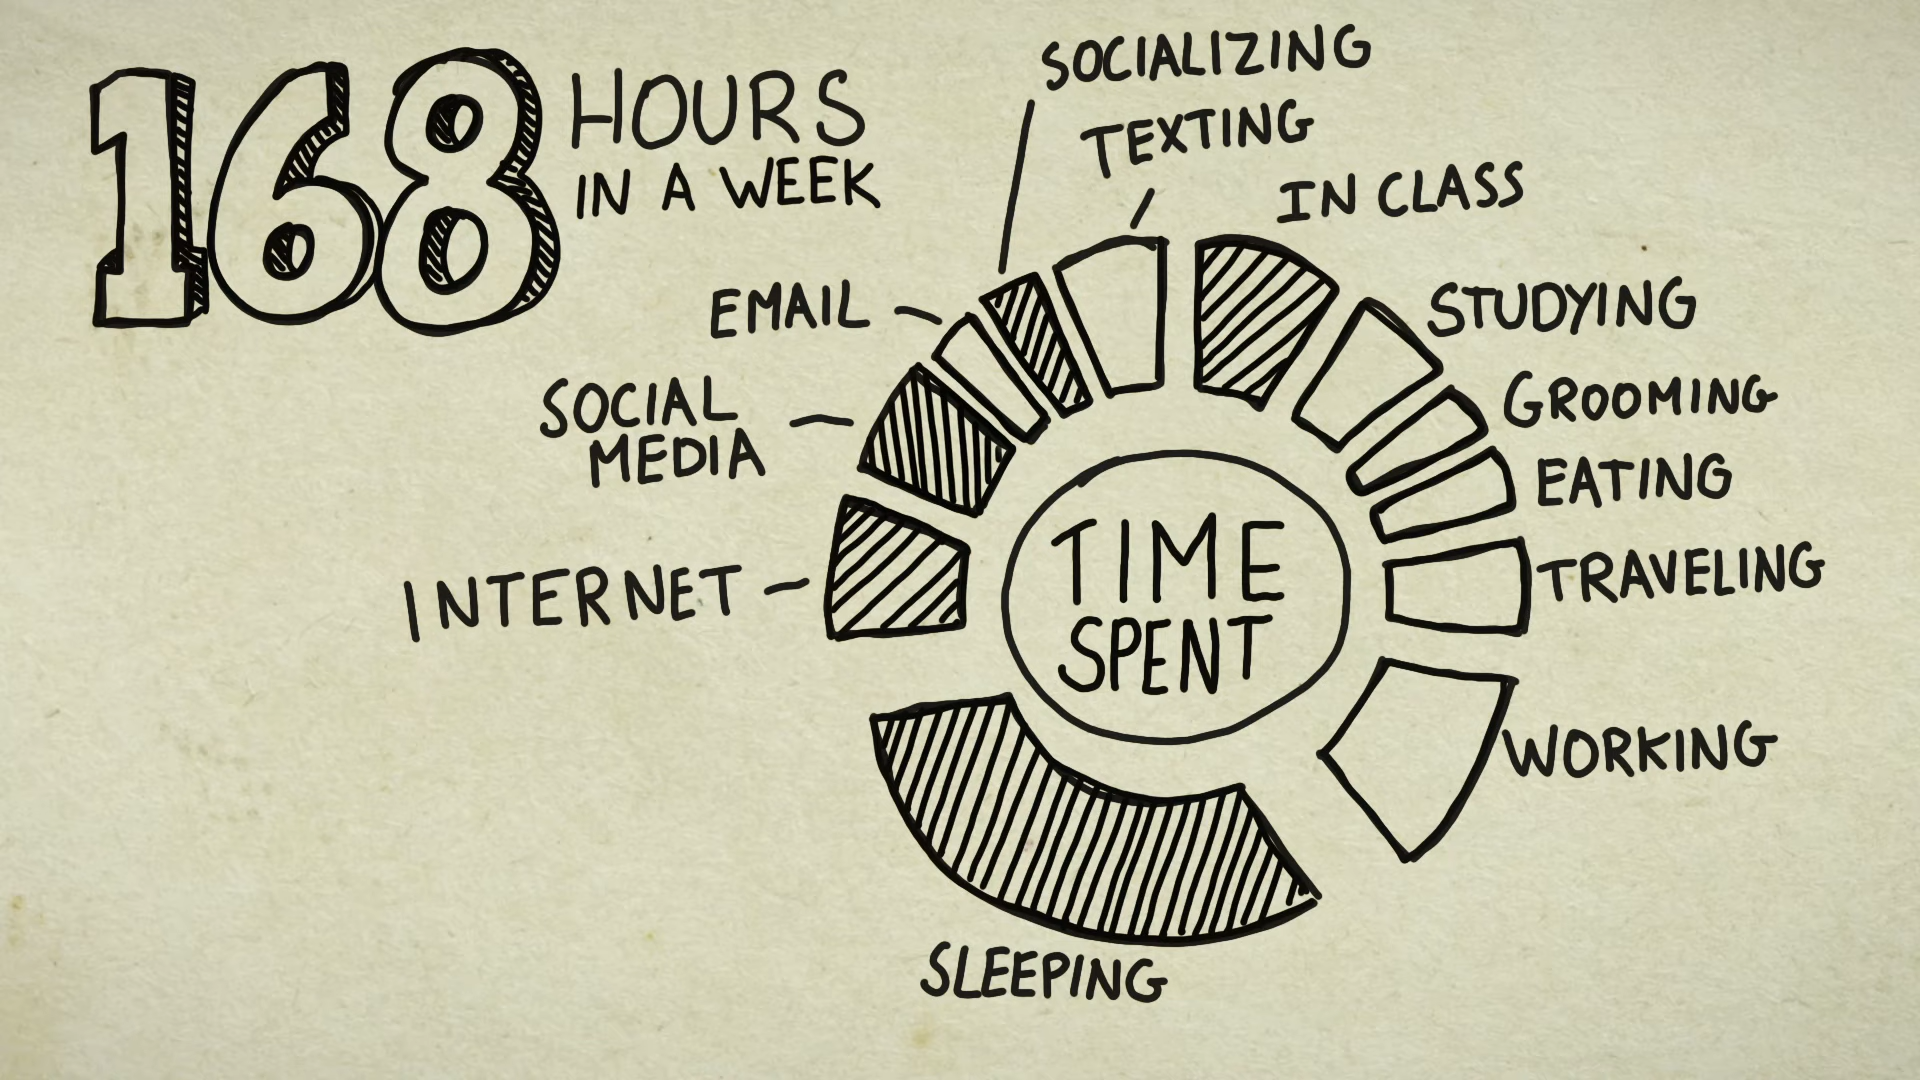 168 HOURS
IN A WEEK
SOCIALIZING
TEXTING
IN CLASS
STUDYING
GROOMING
EATING
TRAVELING
WORKING
SLEEPING
INTERNET
SOCIAL
MEDIA
EMAIL
TIME
SPENT